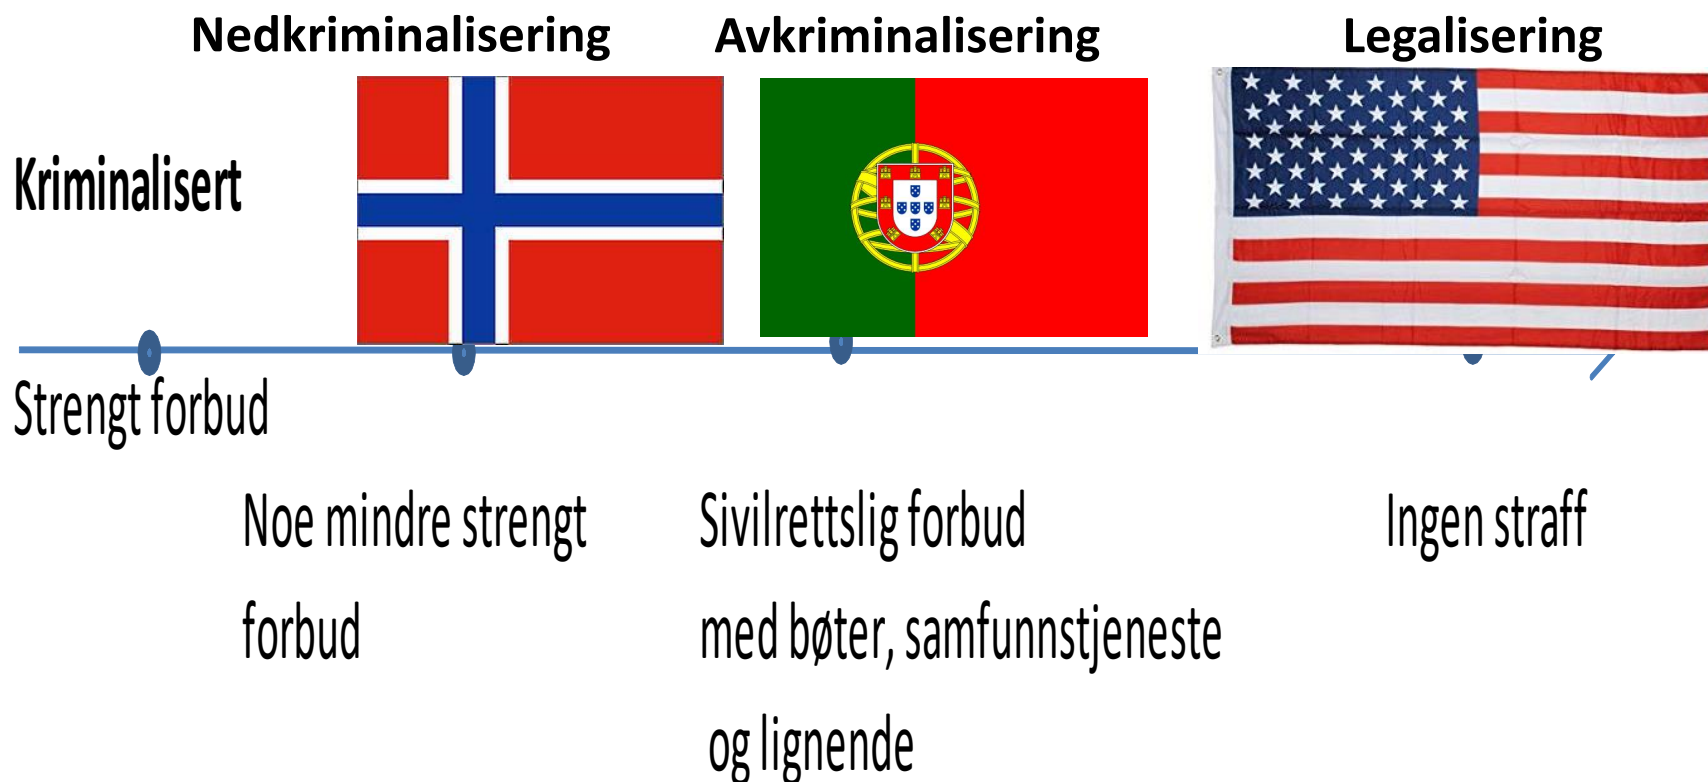 Nedkriminalisering
Avkriminalisering
Legalisering
Kriminalisert
Strengt forbud
Noe mindre strengt
forbud
Sivilrettslig forbud
med bøter, samfunnstjeneste
og lignende
Ingen straff